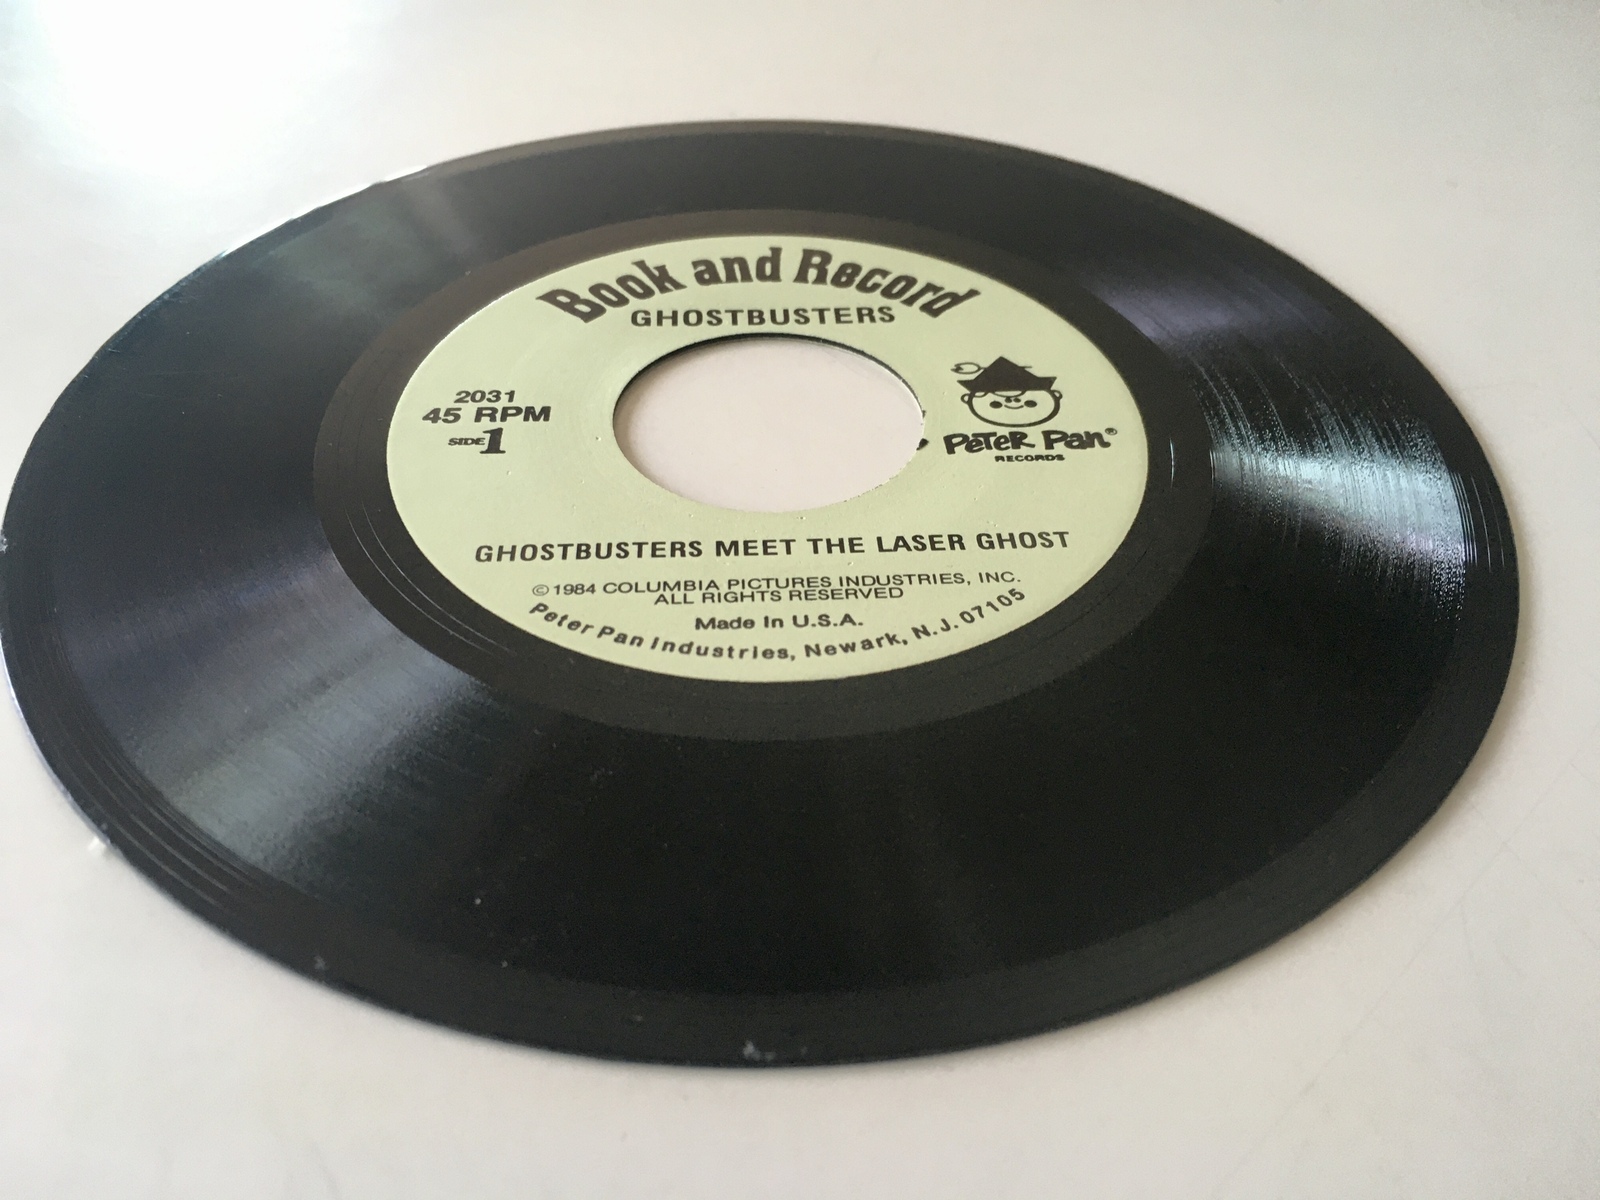 Book and Record
GHOSTBUSTERS
2031
45 RPM
SIDE 1
Peter Pan®
RECORDS
GHOSTBUSTERS MEET THE LASER GHOST
©1984 COLUMBIA PICTURES INDUSTRIES, INC.
ALL RIGHTS RESERVED
Made In U.S.A.
Peter Pan Industries, Newark, N.J. 07105